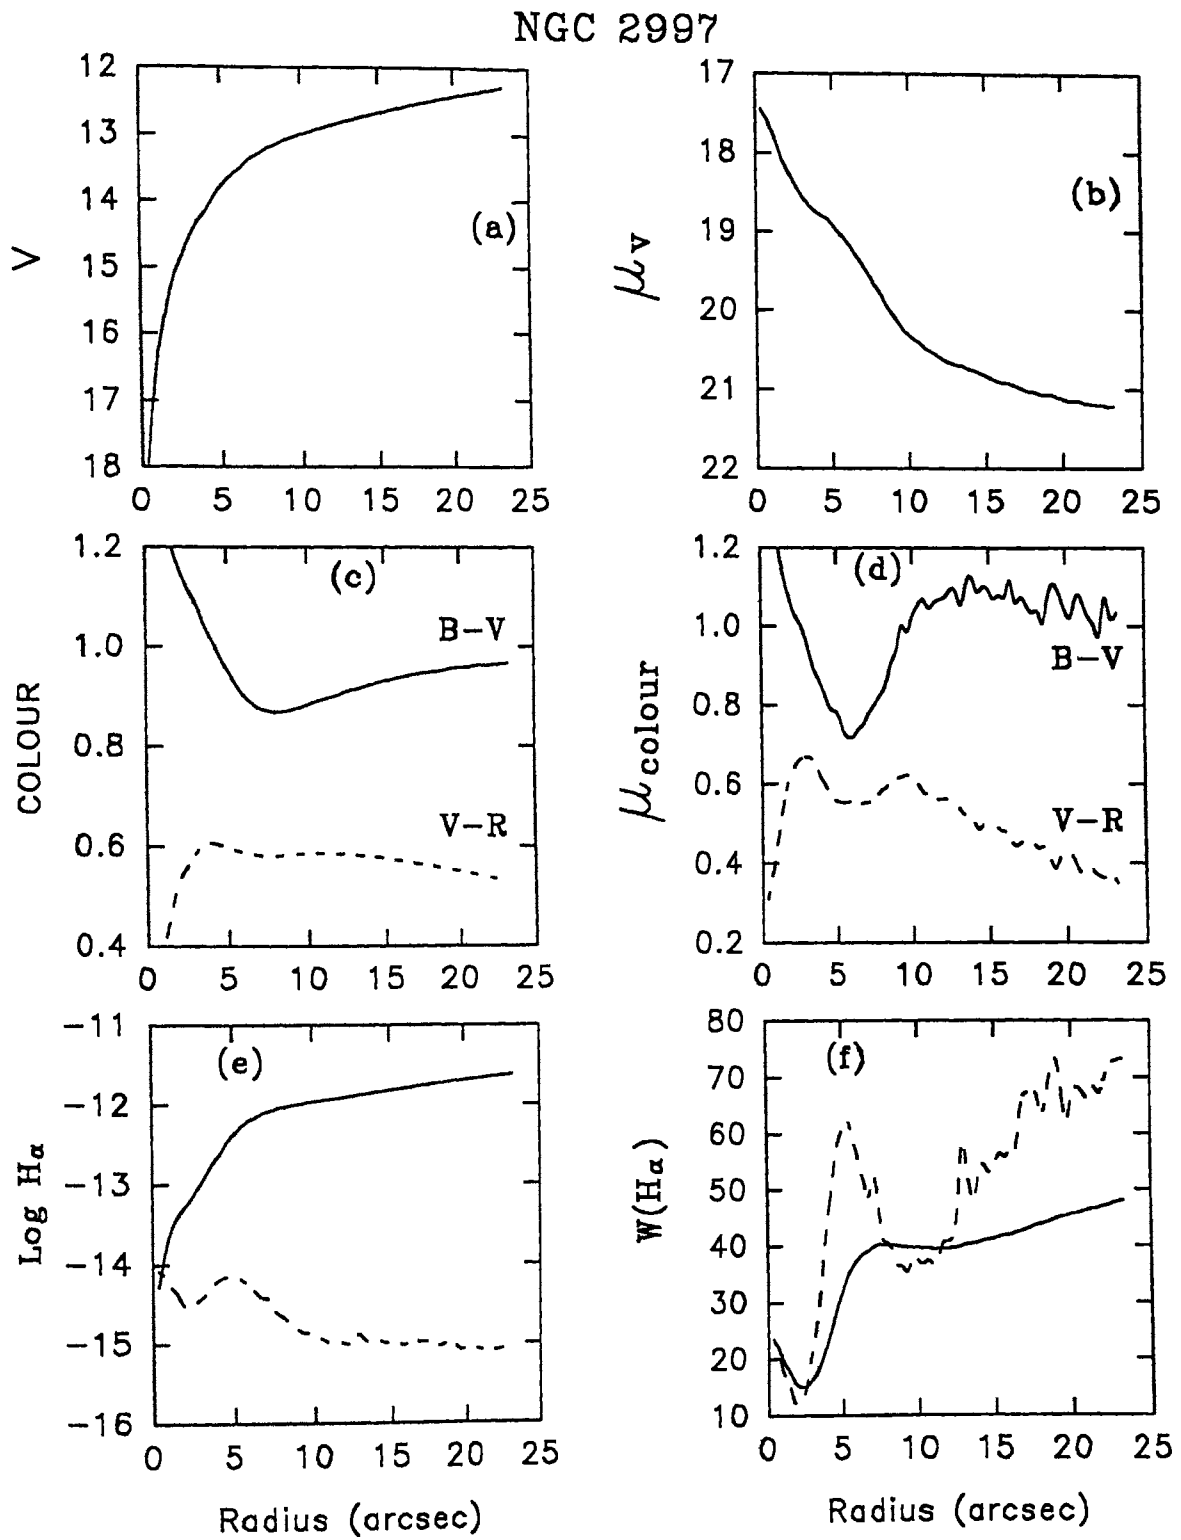 NGC 2997
V
12
13
14
15
16
17
18
(a)
0 5 10 15 20 25
μv
17
18
19
20
21
22
(b)
0 5 10 15 20 25
COLOUR
1.2
1.0
0.8
0.6
0.4
(c)
B-V
V-R
0 5 10 15 20 25
μcolour
1.2
1.0
0.8
0.6
0.4
0.2
(d)
B-V
V-R
0 5 10 15 20 25
Log Hα
-11
-12
-13
-14
-15
-16
(e)
0 5 10 15 20 25
Radius (arcsec)
W(Hα)
80
70
60
50
40
30
20
10
(f)
0 5 10 15 20 25
Radius (arcsec)